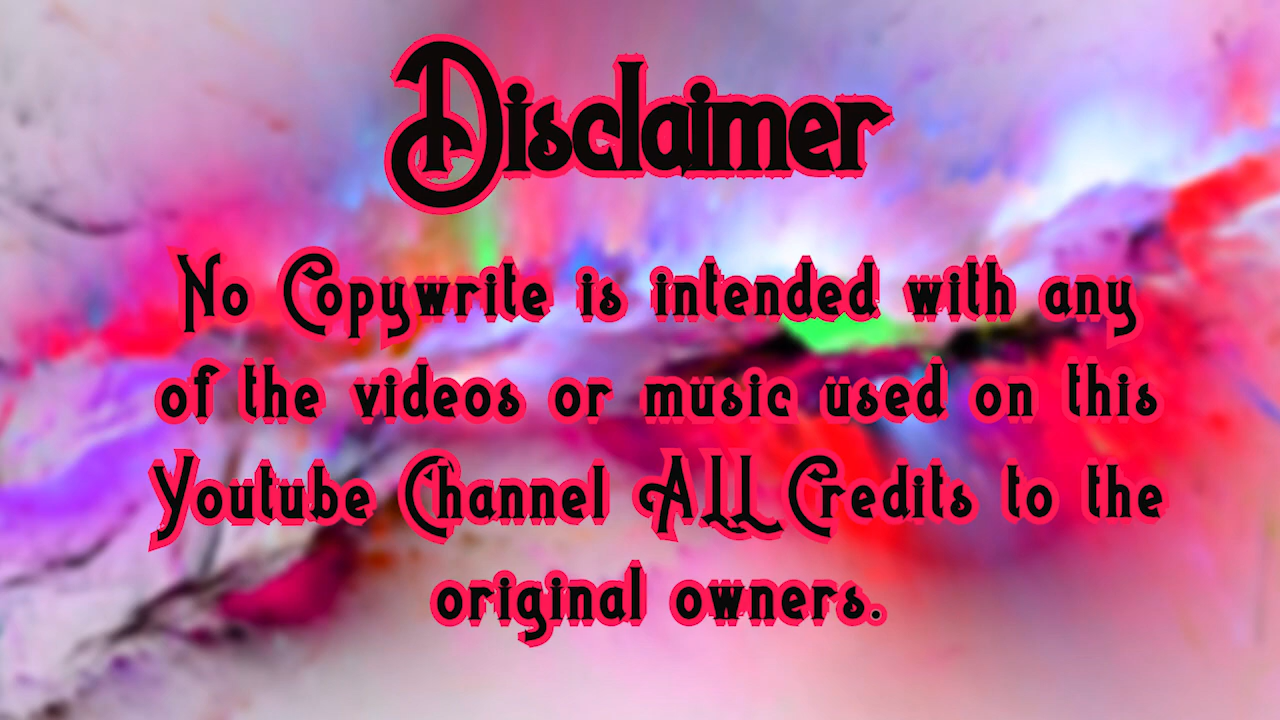 Disclaimer
No Copywrite is intended with any
of the videos or music used on this
Youtube Channel ALL Credits to the
original owners.